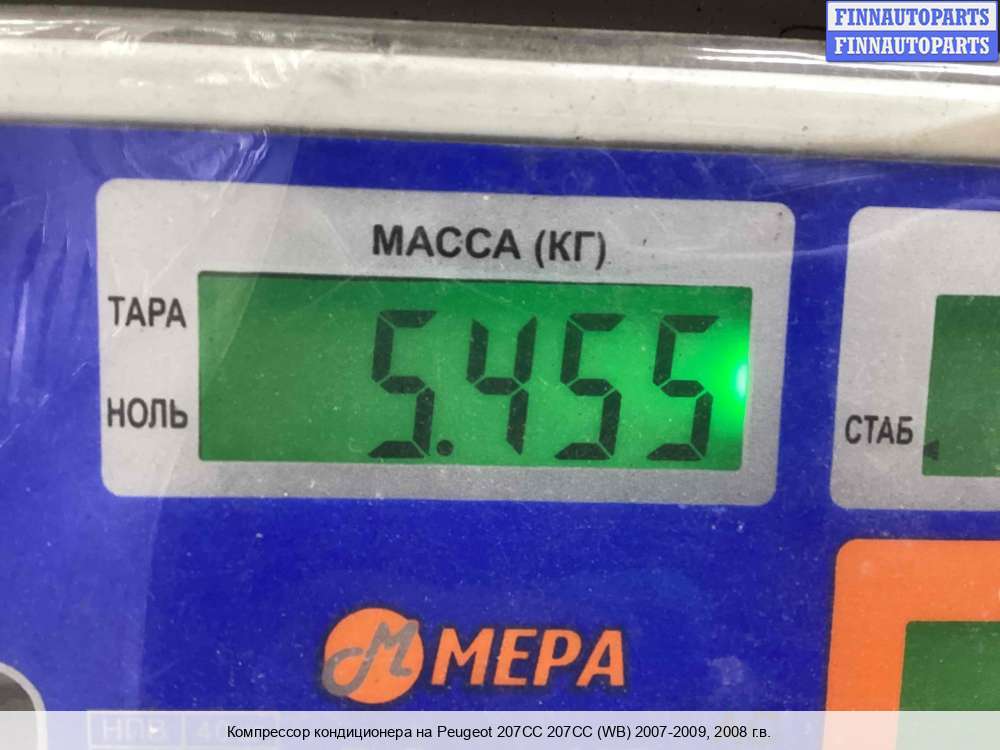 FINNAUTOPARTS
FINNAUTOPARTS
МАССА (КГ)
ТАРА
5.455
НОЛЬ
СТАБ
МЕРА
НПВ
Компрессор кондиционера на Peugeot 207CC 207CC (WB) 2007-2009, 2008 г.в.